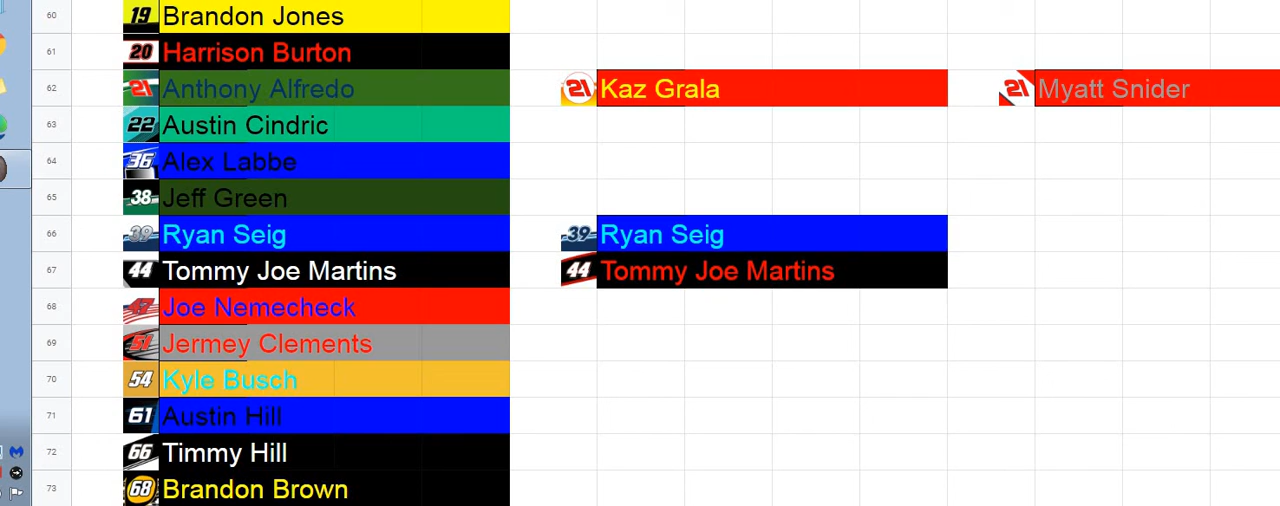 60 19 Brandon Jones
61 20 Harrison Burton
62 21 Anthony Alfredo 21 Kaz Grala 21 Myatt Snider
63 22 Austin Cindric
64 36 Alex Labbe
65 38 Jeff Green
66 39 Ryan Seig 39 Ryan Seig
67 44 Tommy Joe Martins 44 Tommy Joe Martins
68 47 Joe Nemecheck
69 51 Jermey Clements
70 54 Kyle Busch
71 61 Austin Hill
72 66 Timmy Hill
73 68 Brandon Brown